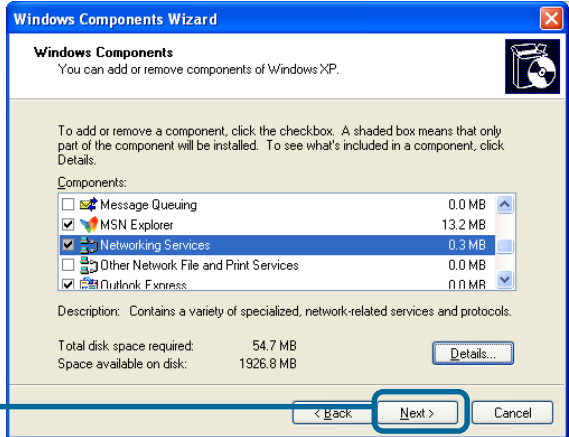 Windows Components Wizard
Windows Components
You can add or remove components of Windows XP.
To add or remove a component, click the checkbox. A shaded box means that only
part of the component will be installed. To see what's included in a component, click
Details.
Components:
Message Queuing 0.0 MB
MSN Explorer 13.2 MB
Networking Services 0.3 MB
Other Network File and Print Services 0.0 MB
Outlook Express 0.0 MB
Description: Contains a variety of specialized, network-related services and protocols.
Total disk space required: 54.7 MB
Space available on disk: 1926.8 MB
Details...
< Back Next > Cancel